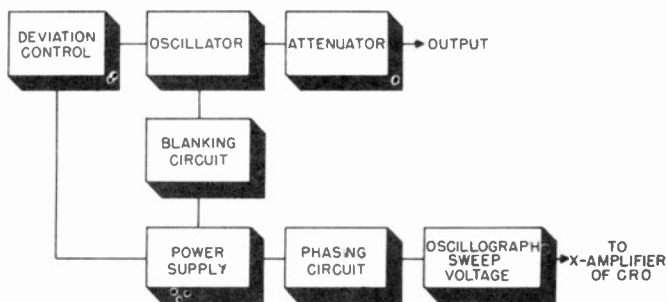 DEVIATION
CONTROL
OSCILLATOR
ATTENUATOR
OUTPUT
BLANKING
CIRCUIT
POWER
SUPPLY
PHASING
CIRCUIT
OSCILLOGRAPH
SWEEP
VOLTAGE
TO
X-AMPLIFIER
OF CRO